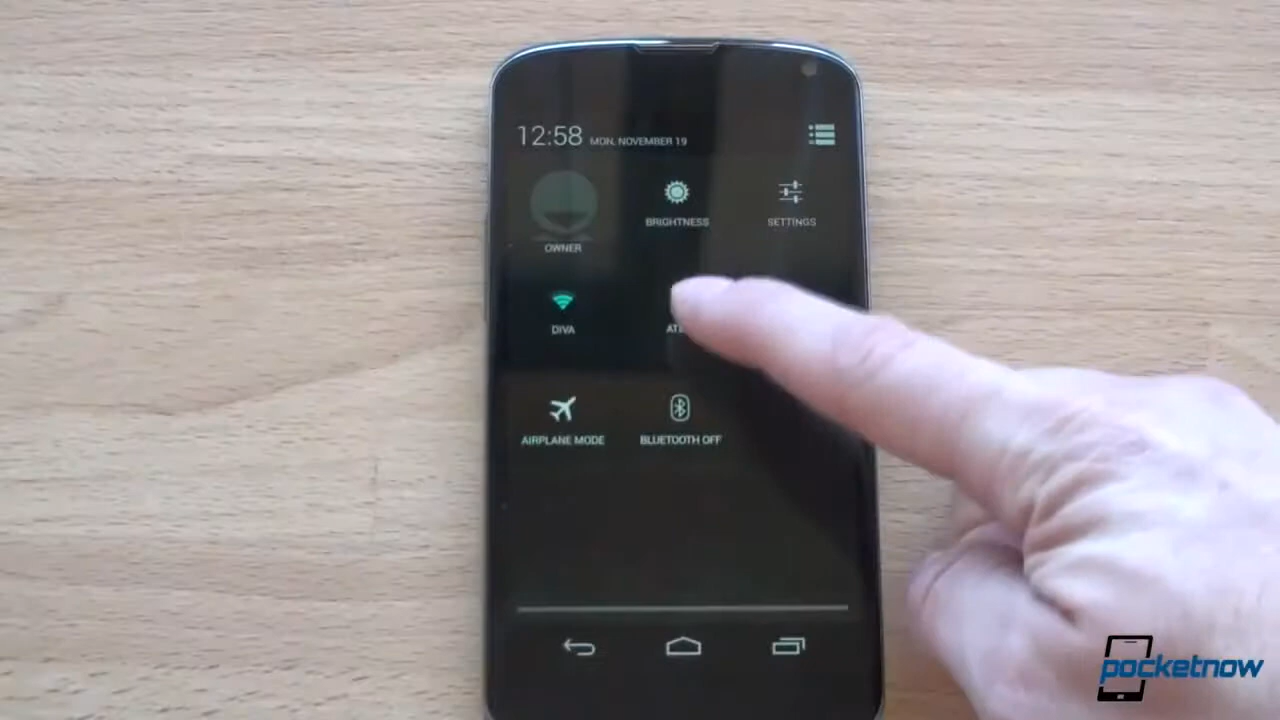 12:58 MON, NOVEMBER 19
OWNER
BRIGHTNESS
SETTINGS
DIVA
AIRPLANE MODE
BLUETOOTH OFF
pocketnow